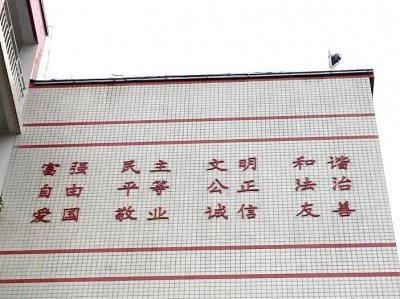 富强 民主 文明 和谐
自由 平等 公正 法治
爱国 敬业 诚信 友善